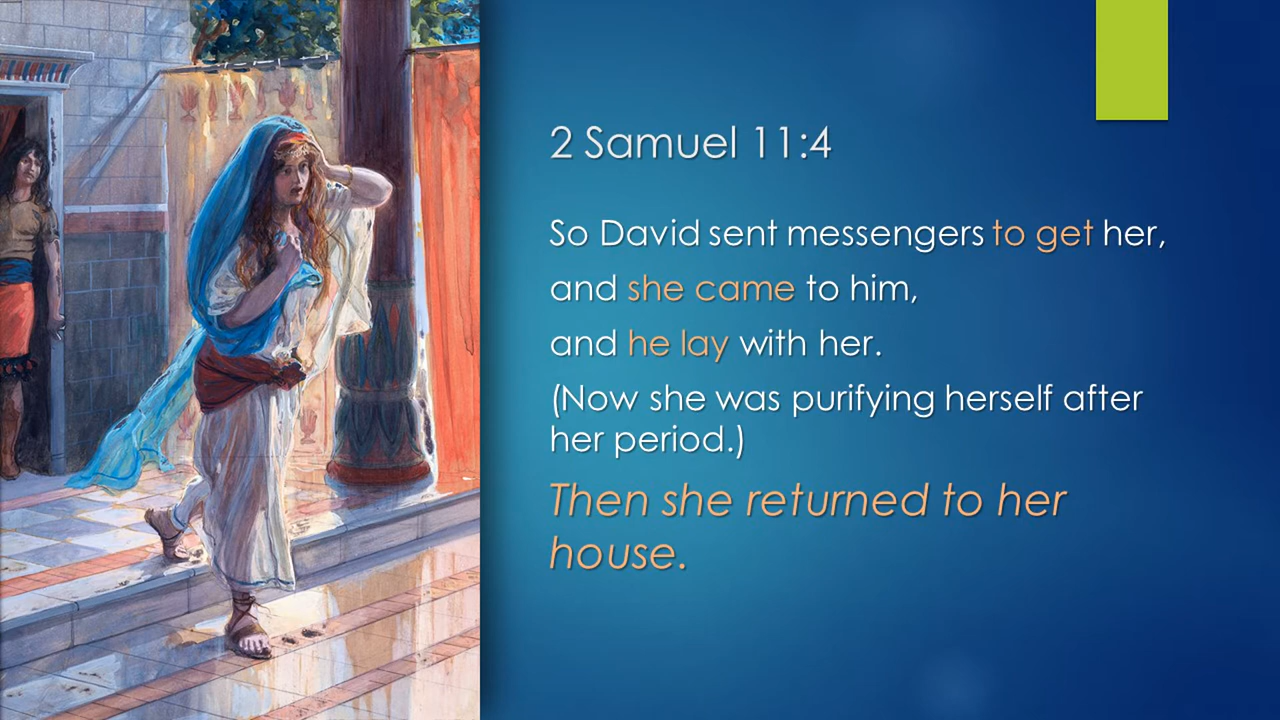 2 Samuel 11:4
So David sent messengers to get her,
and she came to him,
and he lay with her.
(Now she was purifying herself after
her period.)
Then she returned to her
house.